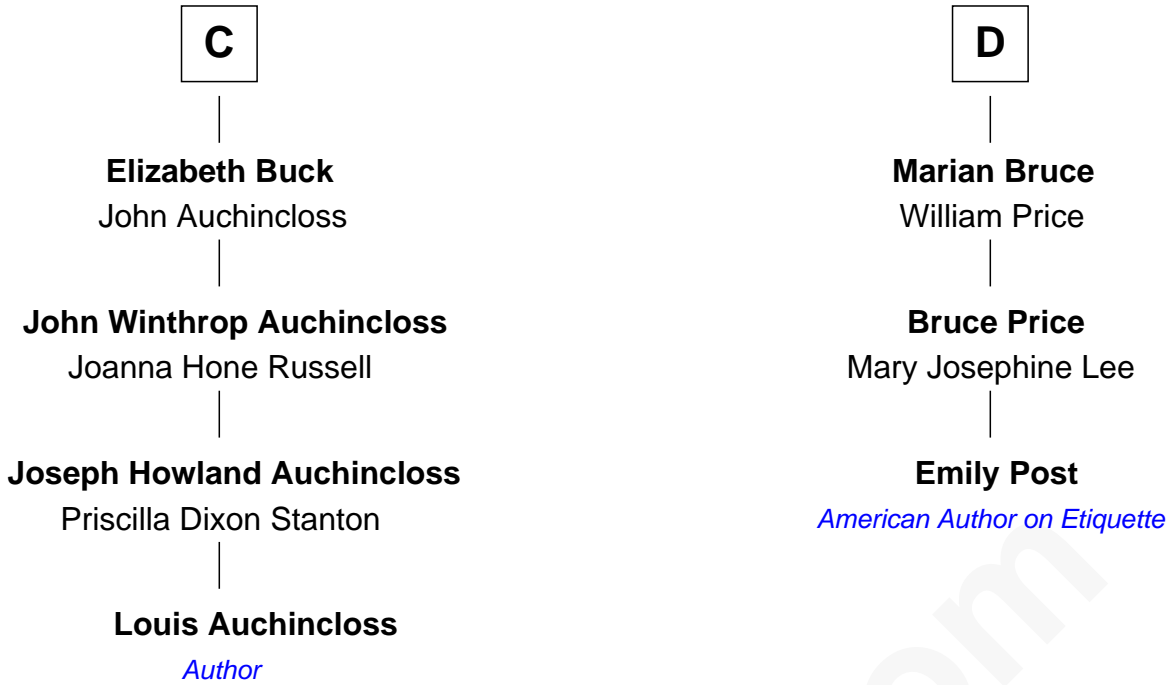 C
Elizabeth Buck
John Auchincloss
John Winthrop Auchincloss
Joanna Hone Russell
Joseph Howland Auchincloss
Priscilla Dixon Stanton
Louis Auchincloss
Author
D
Marian Bruce
William Price
Bruce Price
Mary Josephine Lee
Emily Post
American Author on Etiquette
om